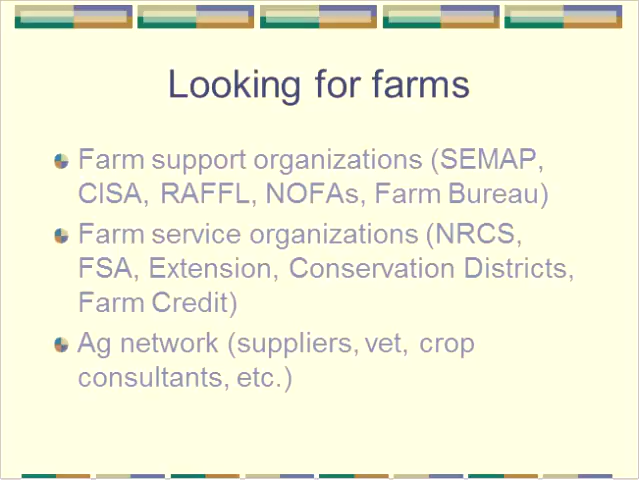 Looking for farms
Farm support organizations (SEMAP,
CISA, RAFFL, NOFAs, Farm Bureau)
Farm service organizations (NRCS,
FSA, Extension, Conservation Districts,
Farm Credit)
Ag network (suppliers, vet, crop
consultants, etc.)